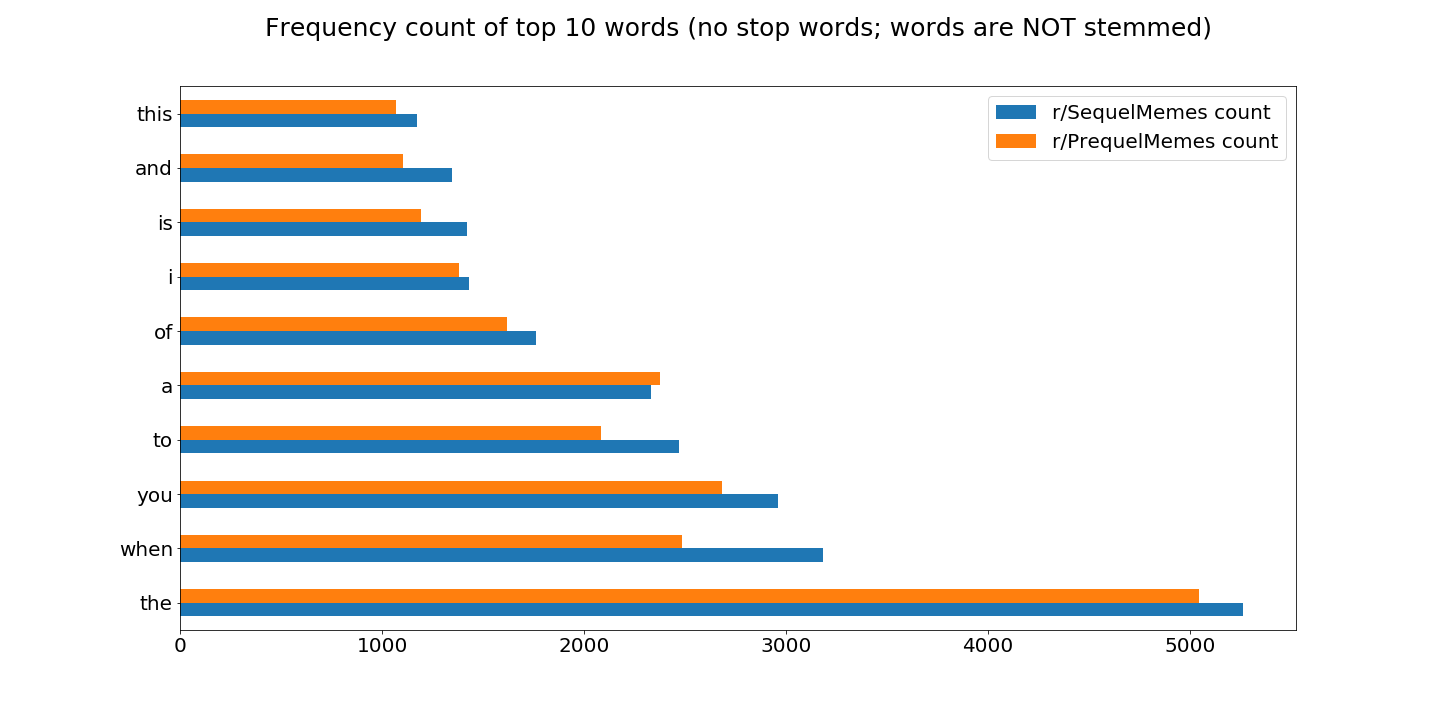 Frequency count of top 10 words (no stop words; words are NOT stemmed)
r/SequelMemes count
r/PrequelMemes count
this
and
is
i
of
a
to
you
when
the
0 1000 2000 3000 4000 5000